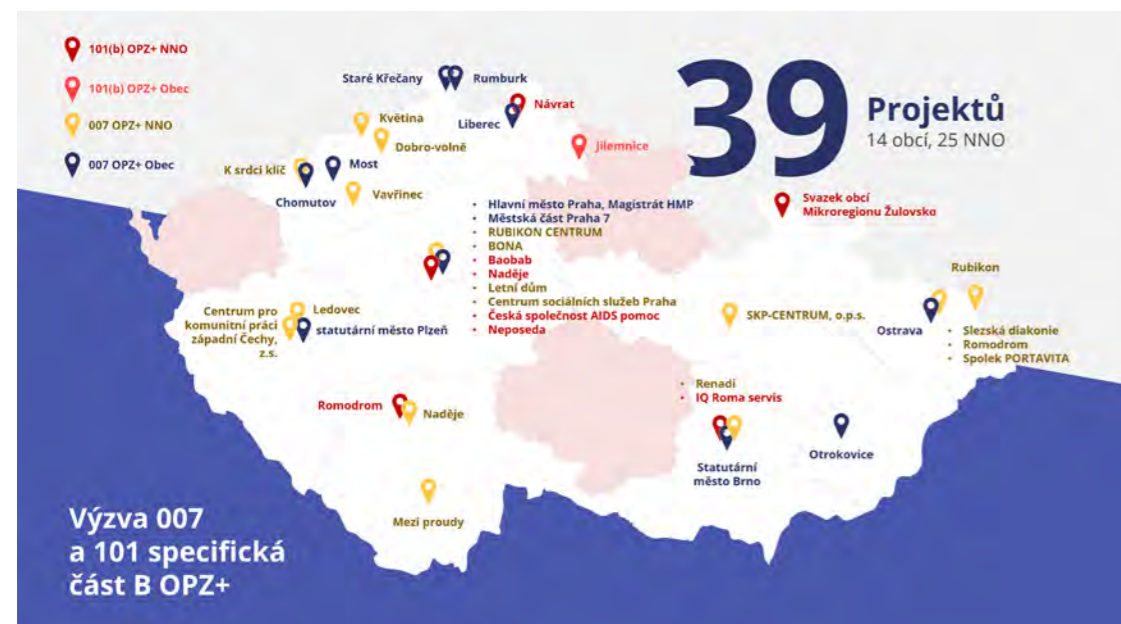 101(b) OPZ+ NNO
101(b) OPZ+ Obec
007 OPZ+ NNO
007 OPZ+ Obec
39
Projektů
14 obcí, 25 NNO
Staré Křečany
Rumburk
Květina
Liberec
Návrat
Dobro-volně
Jilemnice
K srdci klíč
Most
Chomutov
Vavřinec
Svazek obcí
Mikroregionu Žulovsko
• Hlavní město Praha, Magistrát HMP
• Městská část Praha 7
• RUBIKON CENTRUM
• BONA
• Baobab
• Naděje
• Letní dům
• Centrum sociálních služeb Praha
• Česká společnost AIDS pomoc
• Neposeda
Rubikon
Centrum pro
komunitní práci
západní Čechy,
z.s.
Ledovec
statutární město Plzeň
SKP-CENTRUM, o.p.s.
Ostrava
• Slezská diakonie
• Romodrom
• Spolek PORTAVITA
Romodrom
Naděje
• Renadi
• IQ Roma servis
Statutární
město Brno
Otrokovice
Mezi proudy
Výzva 007
a 101 specifická
část B OPZ+